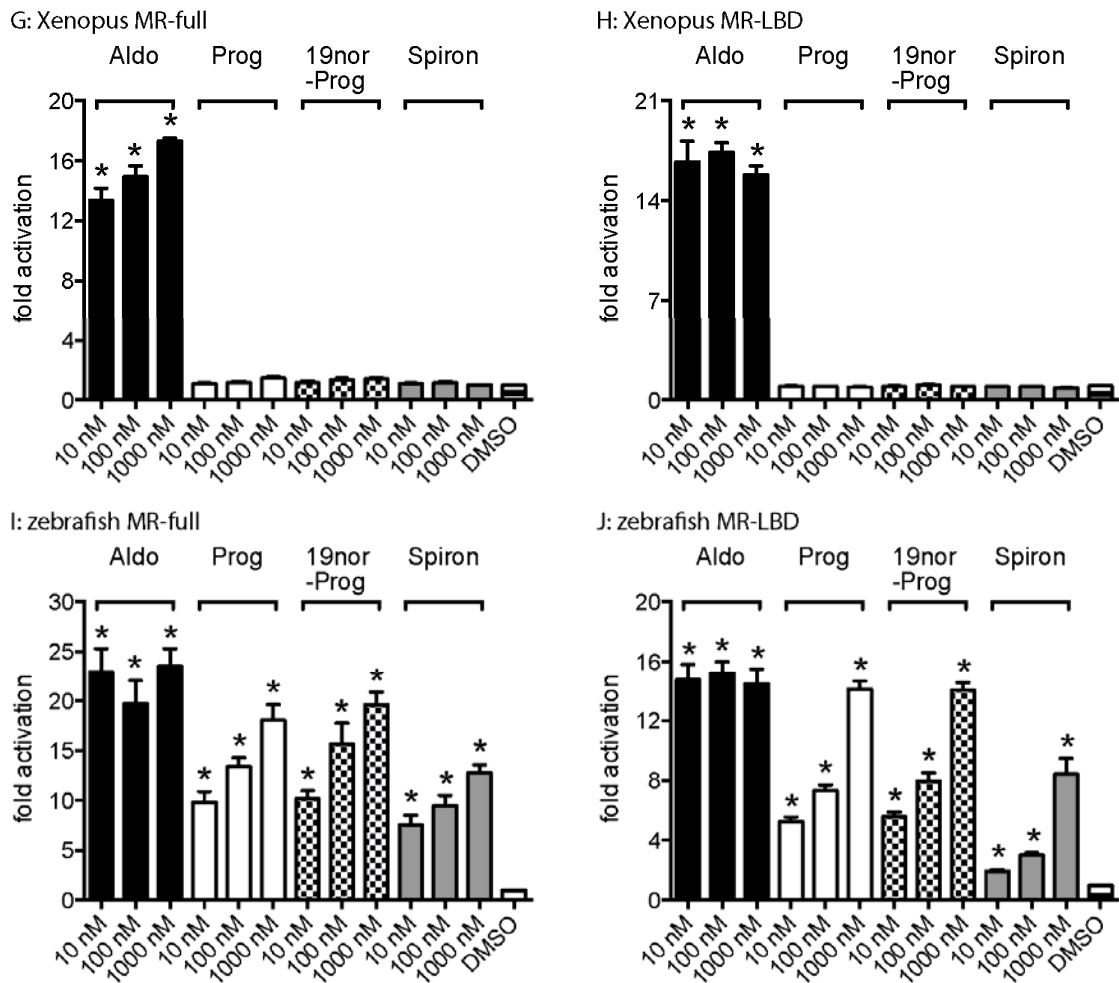 G: Xenopus MR-full
Aldo Prog 19nor Spiron
-Prog
20
16
12
8
4
0
fold activation
* * *
10 nM 100 nM 1000 nM 10 nM 100 nM 1000 nM 10 nM 100 nM 1000 nM 10 nM 100 nM 1000 nM DMSO
H: Xenopus MR-LBD
Aldo Prog 19nor Spiron
-Prog
21
14
7
0
fold activation
* * *
10 nM 100 nM 1000 nM 10 nM 100 nM 1000 nM 10 nM 100 nM 1000 nM 10 nM 100 nM 1000 nM DMSO
I: zebrafish MR-full
Aldo Prog 19nor Spiron
-Prog
30
25
20
15
10
5
0
fold activation
* * * * * * * * * * * *
10 nM 100 nM 1000 nM 10 nM 100 nM 1000 nM 10 nM 100 nM 1000 nM 10 nM 100 nM 1000 nM DMSO
J: zebrafish MR-LBD
Aldo Prog 19nor Spiron
-Prog
20
16
12
8
4
0
fold activation
* * * * * * * * * * * *
10 nM 100 nM 1000 nM 10 nM 100 nM 1000 nM 10 nM 100 nM 1000 nM 10 nM 100 nM 1000 nM DMSO